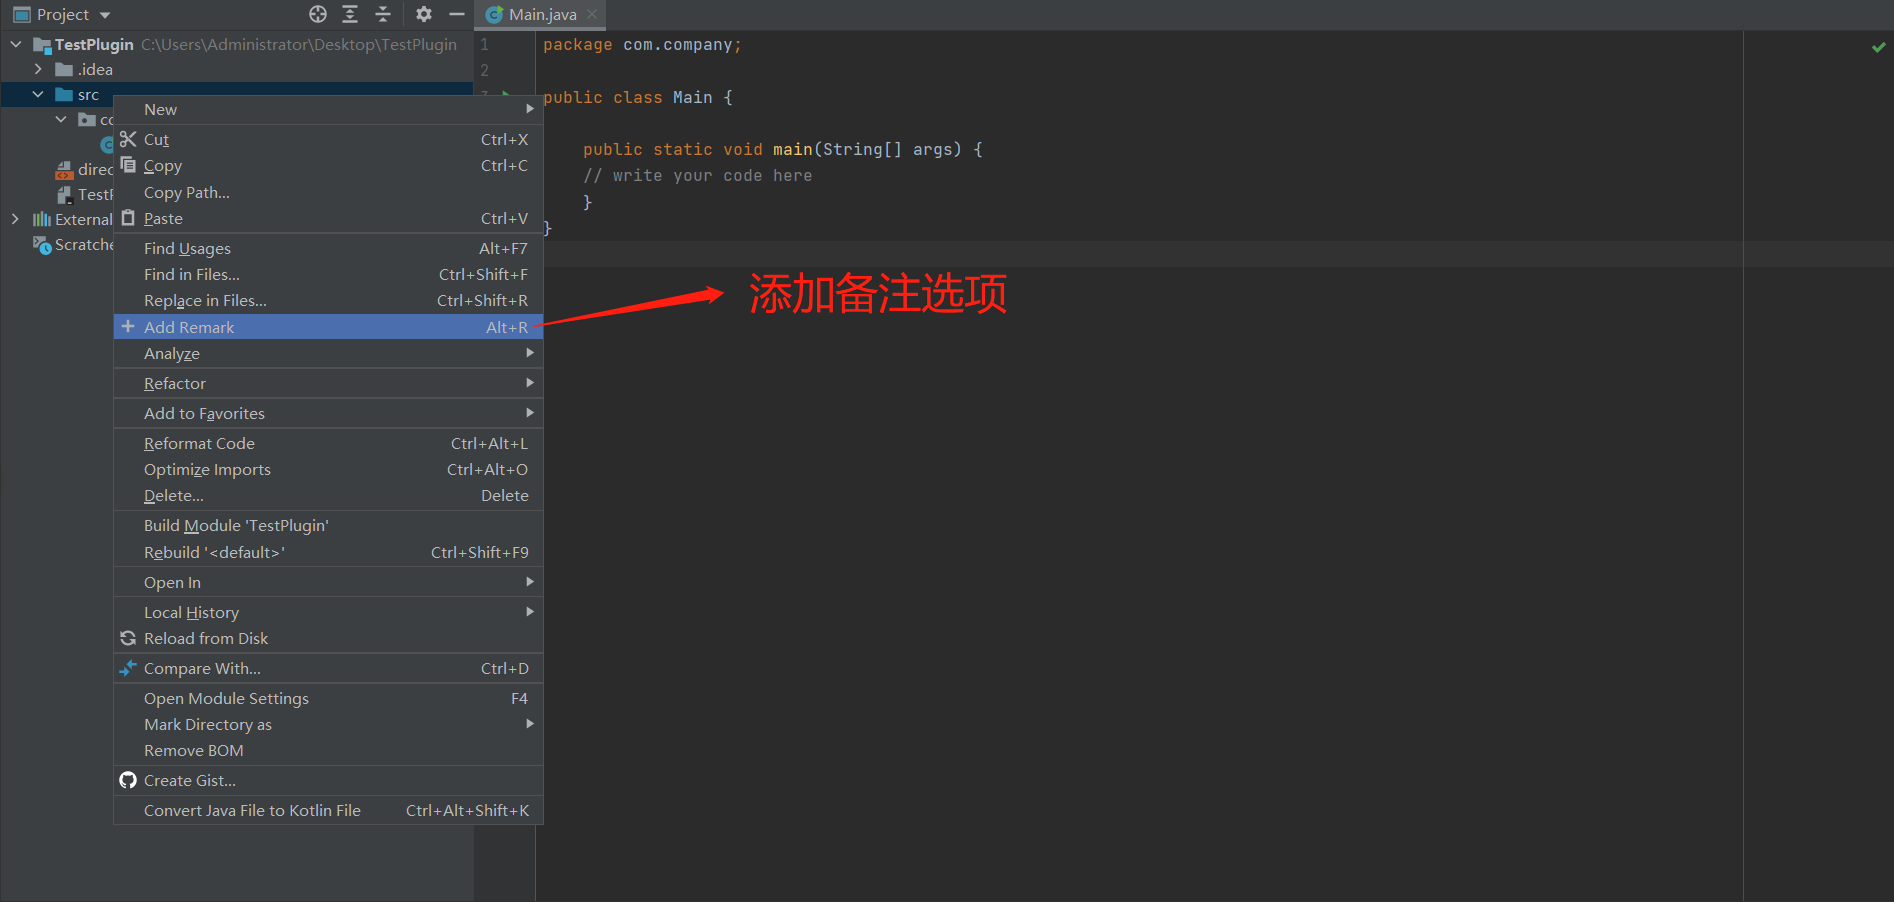 Project
Main.java
TestPlugin C:\Users\Administrator\Desktop\TestPlugin
.idea
src
direc
External
Scratche
1
2
package com.company;
public class Main {
public static void main(String[] args) {
// write your code here
}
}
New
Cut Ctrl+X
Copy Ctrl+C
Copy Path...
Paste Ctrl+V
Find Usages Alt+F7
Find in Files... Ctrl+Shift+F
Replace in Files... Ctrl+Shift+R
Add Remark Alt+R
添加备注选项
Analyze
Refactor
Add to Favorites
Reformat Code Ctrl+Alt+L
Optimize Imports Ctrl+Alt+O
Delete... Delete
Build Module 'TestPlugin'
Rebuild '<default>' Ctrl+Shift+F9
Open In
Local History
Reload from Disk
Compare With... Ctrl+D
Open Module Settings F4
Mark Directory as
Remove BOM
Create Gist...
Convert Java File to Kotlin File Ctrl+Alt+Shift+K